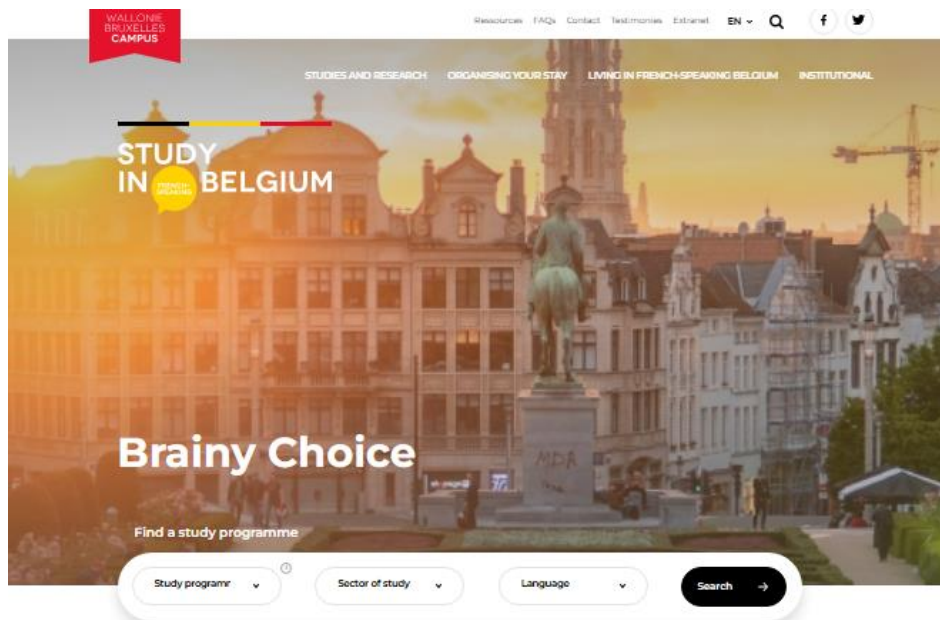 WALLONIE
BRUXELLES
CAMPUS
Ressources FAQs Contact Testimonies Extranet EN
STUDIES AND RESEARCH ORGANISING YOUR STAY LIVING IN FRENCH-SPEAKING BELGIUM INSTITUTIONAL
STUDY
IN FRENCH-SPEAKING BELGIUM
Brainy Choice
MDA
Find a study programme
Study programr Sector of study Language Search